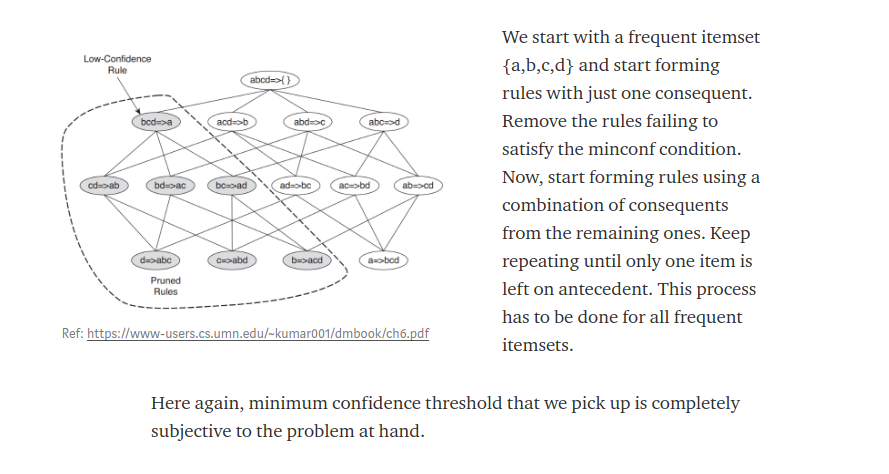 Low-Confidence
Rule
abcd=>{ }
bcd=>a
acd=>b
abd=>c
abc=>d
cd=>ab
bd=>ac
bc=>ad
ad=>bc
ac=>bd
ab=>cd
d=>abc
c=>abd
b=>acd
a=>bcd
Pruned
Rules
Ref: https://www-users.cs.umn.edu/~kumar001/dmbook/ch6.pdf
We start with a frequent itemset
{a,b,c,d} and start forming
rules with just one consequent.
Remove the rules failing to
satisfy the minconf condition.
Now, start forming rules using a
combination of consequents
from the remaining ones. Keep
repeating until only one item is
left on antecedent. This process
has to be done for all frequent
itemsets.
Here again, minimum confidence threshold that we pick up is completely
subjective to the problem at hand.